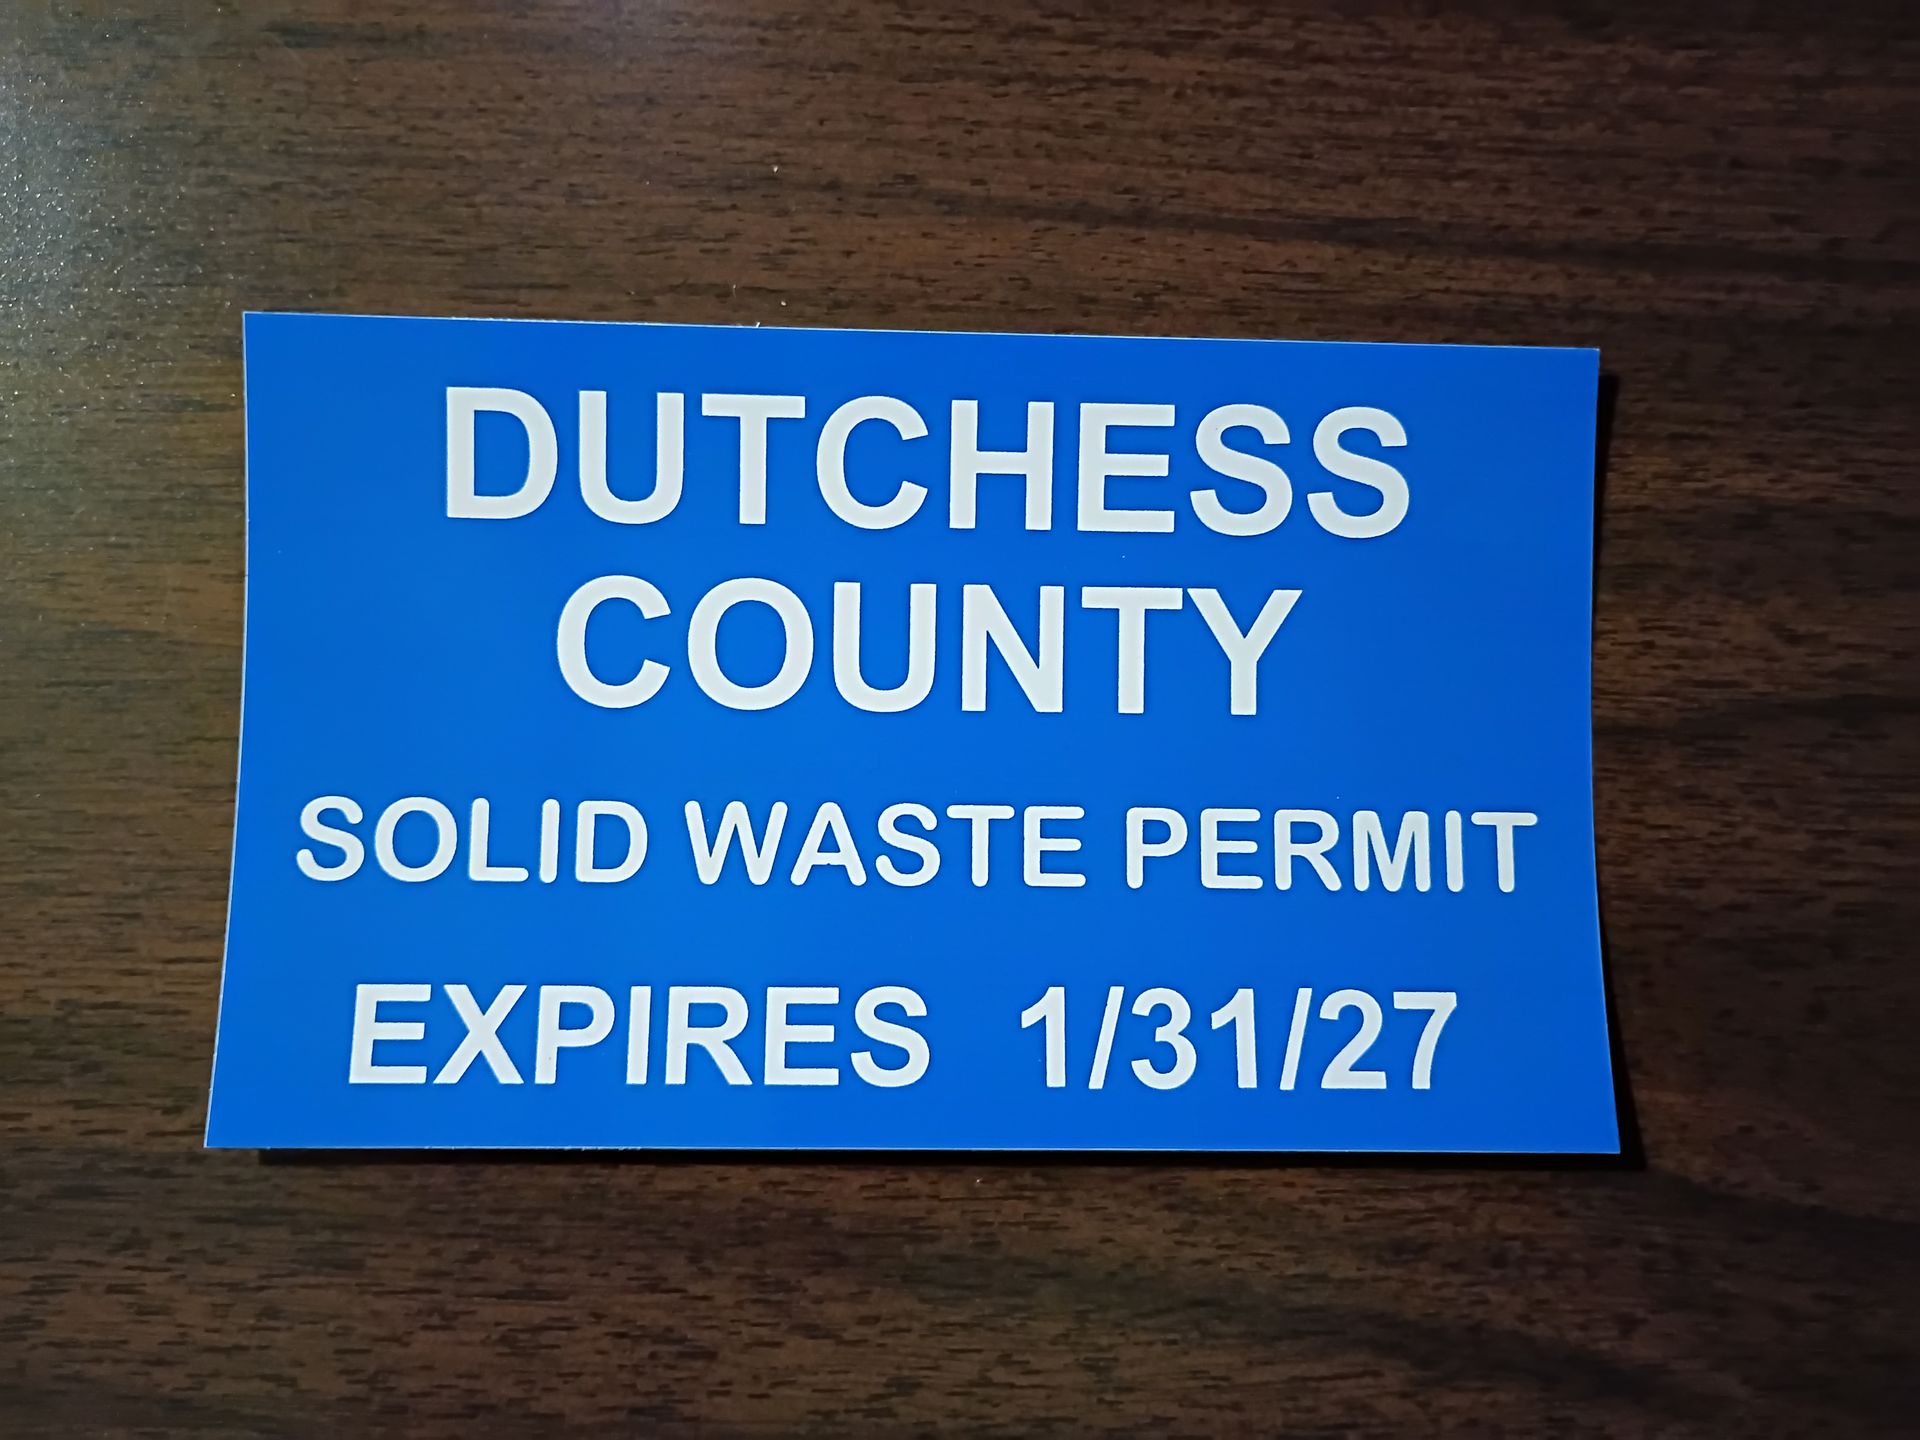 DUTCHESS
COUNTY
SOLID WASTE PERMIT
EXPIRES 1/31/27